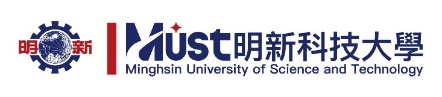 明 新
Must明新科技大學
Minghsin University of Science and Technology